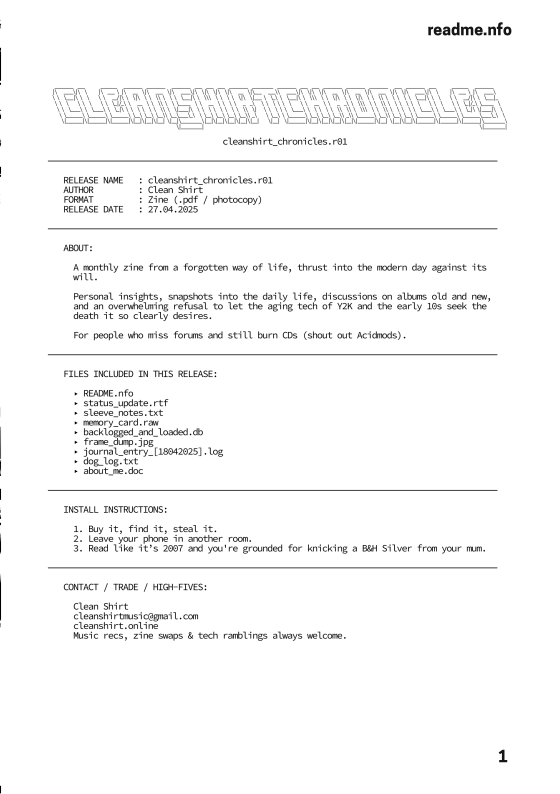 readme.nfo
CLEANSHIRTCHRONICLES
cleanshirt_chronicles.r01
RELEASE NAME : cleanshirt_chronicles.r01
AUTHOR : Clean Shirt
FORMAT : Zine (.pdf / photocopy)
RELEASE DATE : 27.04.2025
ABOUT:
A monthly zine from a forgotten way of life, thrust into the modern day against its
will.
Personal insights, snapshots into the daily life, discussions on albums old and new,
and an overwhelming refusal to let the aging tech of Y2K and the early 10s seek the
death it so clearly desires.
For people who miss forums and still burn CDs (shout out Acidmods).
FILES INCLUDED IN THIS RELEASE:
▸ README.nfo
▸ status_update.rtf
▸ sleeve_notes.txt
▸ memory_card.raw
▸ backlogged_and_loaded.db
▸ frame_dump.jpg
▸ journal_entry_[18042025].log
▸ dog_log.txt
▸ about_me.doc
INSTALL INSTRUCTIONS:
1. Buy it, find it, steal it.
2. Leave your phone in another room.
3. Read like it’s 2007 and you're grounded for knicking a B&H Silver from your mum.
CONTACT / TRADE / HIGH-FIVES:
Clean Shirt
cleanshirtmusic@gmail.com
cleanshirt.online
Music recs, zine swaps & tech ramblings always welcome.
1